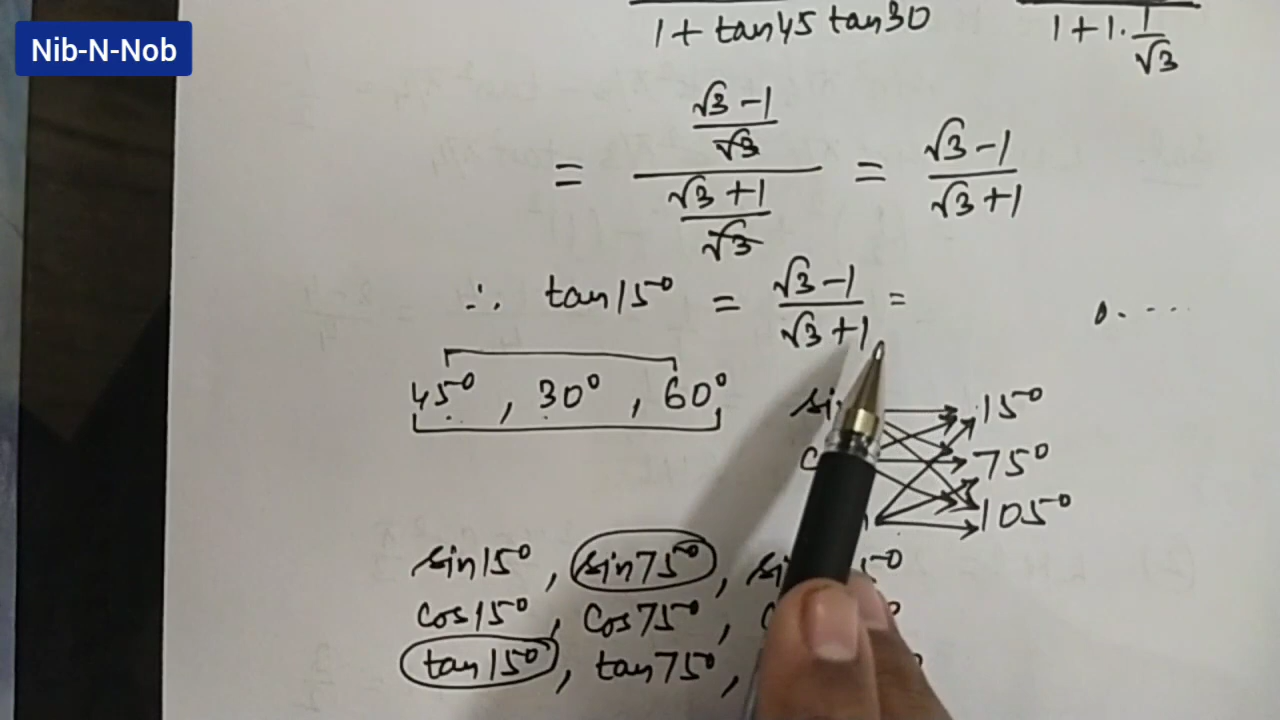 Nib-N-Nob
1 + tan45 tan30   1 + 1. 1/√3
= ((√3 - 1)/√3) / ((√3 + 1)/√3) = (√3 - 1)/(√3 + 1)
∴ tan15° = (√3 - 1)/(√3 + 1) =   0. . . . .
45° , 30° , 60°
15°
75°
105°
sin15° , sin75° ,
cos15° , cos75° ,
tan15° , tan75° ,